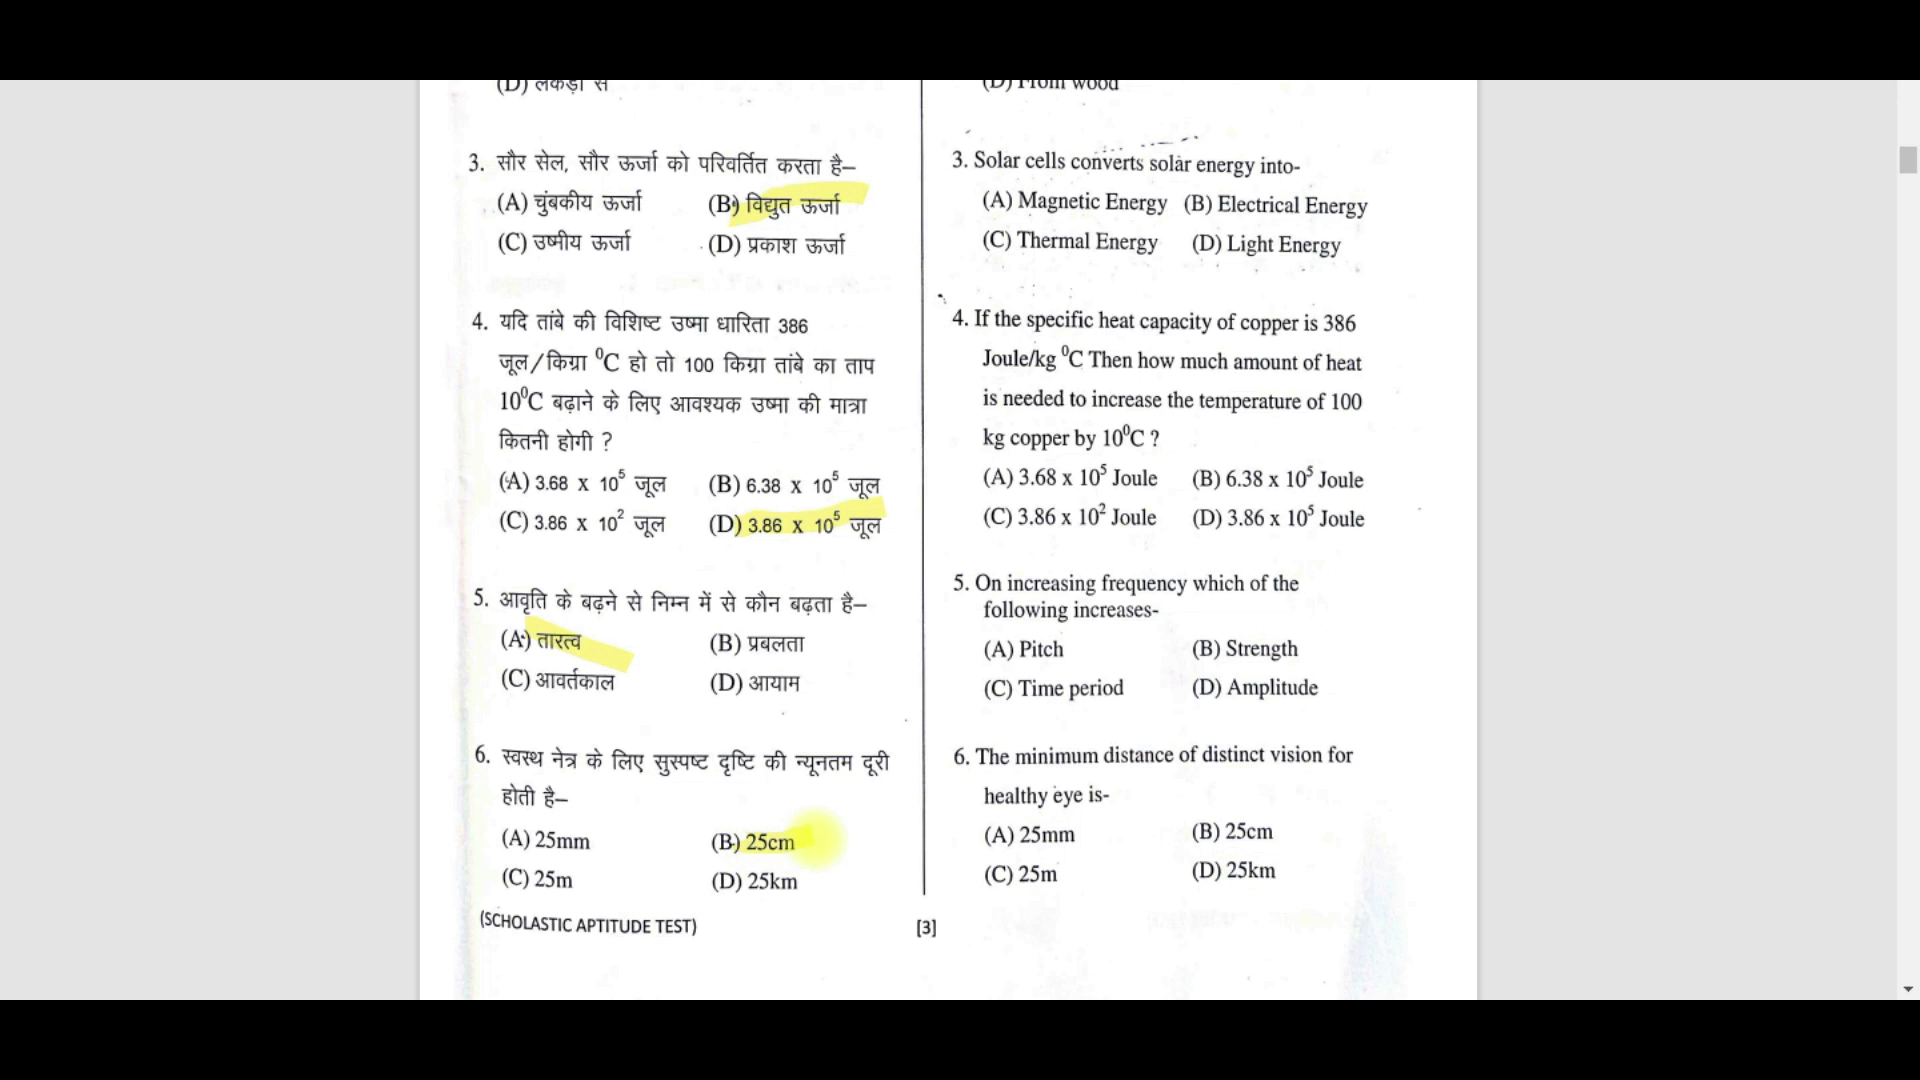 (D) लकड़ी से
3. सौर सेल, सौर ऊर्जा को परिवर्तित करता है–
(A) चुंबकीय ऊर्जा (B) विद्युत ऊर्जा
(C) उष्मीय ऊर्जा (D) प्रकाश ऊर्जा
4. यदि तांबे की विशिष्ट उष्मा धारिता 386
जूल/किग्रा ⁰C हो तो 100 किग्रा तांबे का ताप
10⁰C बढ़ाने के लिए आवश्यक उष्मा की मात्रा
कितनी होगी ?
(A) 3.68 x 10⁵ जूल (B) 6.38 x 10⁵ जूल
(C) 3.86 x 10² जूल (D) 3.86 x 10⁵ जूल
5. आवृति के बढ़ने से निम्न में से कौन बढ़ता है–
(A) तारत्व (B) प्रबलता
(C) आवर्तकाल (D) आयाम
6. स्वस्थ नेत्र के लिए सुस्पष्ट दृष्टि की न्यूनतम दूरी
होती है–
(A) 25mm (B) 25cm
(C) 25m (D) 25km
(D) From wood
3. Solar cells converts solar energy into-
(A) Magnetic Energy (B) Electrical Energy
(C) Thermal Energy (D) Light Energy
4. If the specific heat capacity of copper is 386
Joule/kg ⁰C Then how much amount of heat
is needed to increase the temperature of 100
kg copper by 10⁰C ?
(A) 3.68 x 10⁵ Joule (B) 6.38 x 10⁵ Joule
(C) 3.86 x 10² Joule (D) 3.86 x 10⁵ Joule
5. On increasing frequency which of the
following increases-
(A) Pitch (B) Strength
(C) Time period (D) Amplitude
6. The minimum distance of distinct vision for
healthy eye is-
(A) 25mm (B) 25cm
(C) 25m (D) 25km
(SCHOLASTIC APTITUDE TEST) [3]